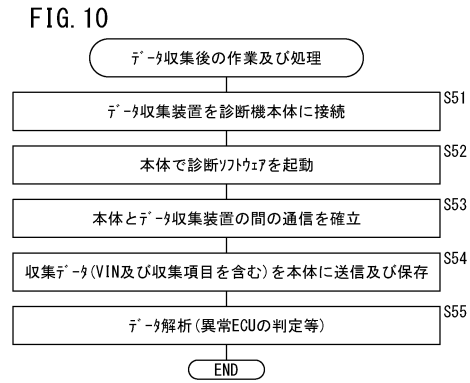 FIG. 10
ﾃﾞｰﾀ収集後の作業及び処理
S51
ﾃﾞｰﾀ収集装置を診断機本体に接続
S52
本体で診断ｿﾌﾄｳｪｱを起動
S53
本体とﾃﾞｰﾀ収集装置の間の通信を確立
S54
収集ﾃﾞｰﾀ(VIN及び収集項目を含む)を本体に送信及び保存
S55
ﾃﾞｰﾀ解析(異常ECUの判定等)
END